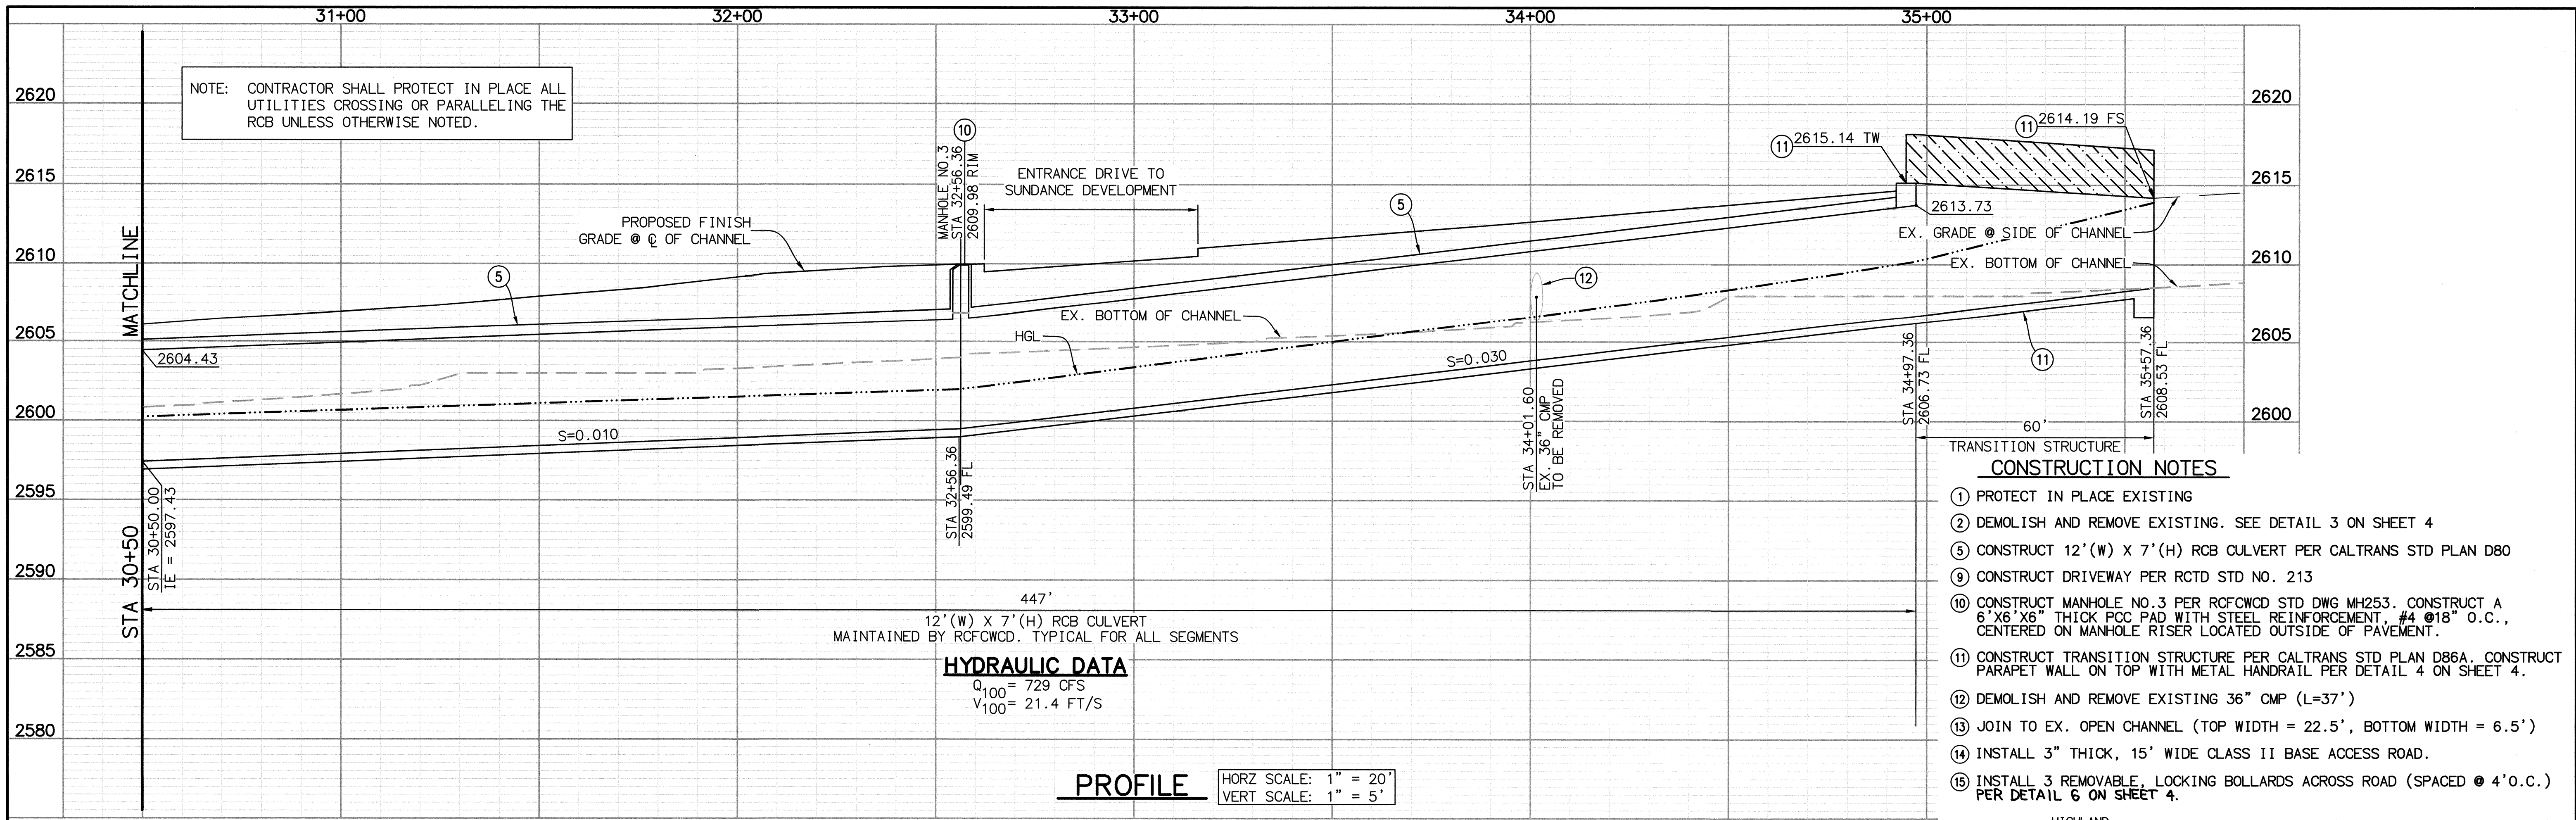 31+00 32+00 33+00 34+00 35+00
NOTE: CONTRACTOR SHALL PROTECT IN PLACE ALL
UTILITIES CROSSING OR PARALLELING THE
RCB UNLESS OTHERWISE NOTED.
2620
2615
2610
2605
2600
2595
2590
2585
2580
2620
2615
2610
2605
2600
MATCHLINE
STA 30+50
STA 30+50.00
IE = 2597.43
2604.43
5
PROPOSED FINISH
GRADE @ ℄ OF CHANNEL
10
MANHOLE NO.3
STA 32+56.36
2609.98 RIM
ENTRANCE DRIVE TO
SUNDANCE DEVELOPMENT
5
EX. BOTTOM OF CHANNEL
HGL
S=0.010
S=0.030
STA 32+56.36
2599.49 FL
12
STA 34+01.60
EX. 36" CMP
TO BE REMOVED
11 2615.14 TW
11 2614.19 FS
2613.73
EX. GRADE @ SIDE OF CHANNEL
EX. BOTTOM OF CHANNEL
11
STA 34+97.36
2606.73 FL
STA 35+57.36
2608.53 FL
60'
TRANSITION STRUCTURE
447'
12'(W) X 7'(H) RCB CULVERT
MAINTAINED BY RCFCWCD. TYPICAL FOR ALL SEGMENTS
HYDRAULIC DATA
Q100= 729 CFS
V100= 21.4 FT/S
PROFILE
HORZ SCALE: 1" = 20'
VERT SCALE: 1" = 5'
CONSTRUCTION NOTES
1 PROTECT IN PLACE EXISTING
2 DEMOLISH AND REMOVE EXISTING. SEE DETAIL 3 ON SHEET 4
5 CONSTRUCT 12'(W) X 7'(H) RCB CULVERT PER CALTRANS STD PLAN D80
9 CONSTRUCT DRIVEWAY PER RCTD STD NO. 213
10 CONSTRUCT MANHOLE NO.3 PER RCFCWCD STD DWG MH253. CONSTRUCT A
6'X6'X6" THICK PCC PAD WITH STEEL REINFORCEMENT, #4 @18" O.C.,
CENTERED ON MANHOLE RISER LOCATED OUTSIDE OF PAVEMENT.
11 CONSTRUCT TRANSITION STRUCTURE PER CALTRANS STD PLAN D86A. CONSTRUCT
PARAPET WALL ON TOP WITH METAL HANDRAIL PER DETAIL 4 ON SHEET 4.
12 DEMOLISH AND REMOVE EXISTING 36" CMP (L=37')
13 JOIN TO EX. OPEN CHANNEL (TOP WIDTH = 22.5', BOTTOM WIDTH = 6.5')
14 INSTALL 3" THICK, 15' WIDE CLASS II BASE ACCESS ROAD.
15 INSTALL 3 REMOVABLE, LOCKING BOLLARDS ACROSS ROAD (SPACED @ 4'O.C.)
PER DETAIL 6 ON SHEET 4.
HIGHLAND